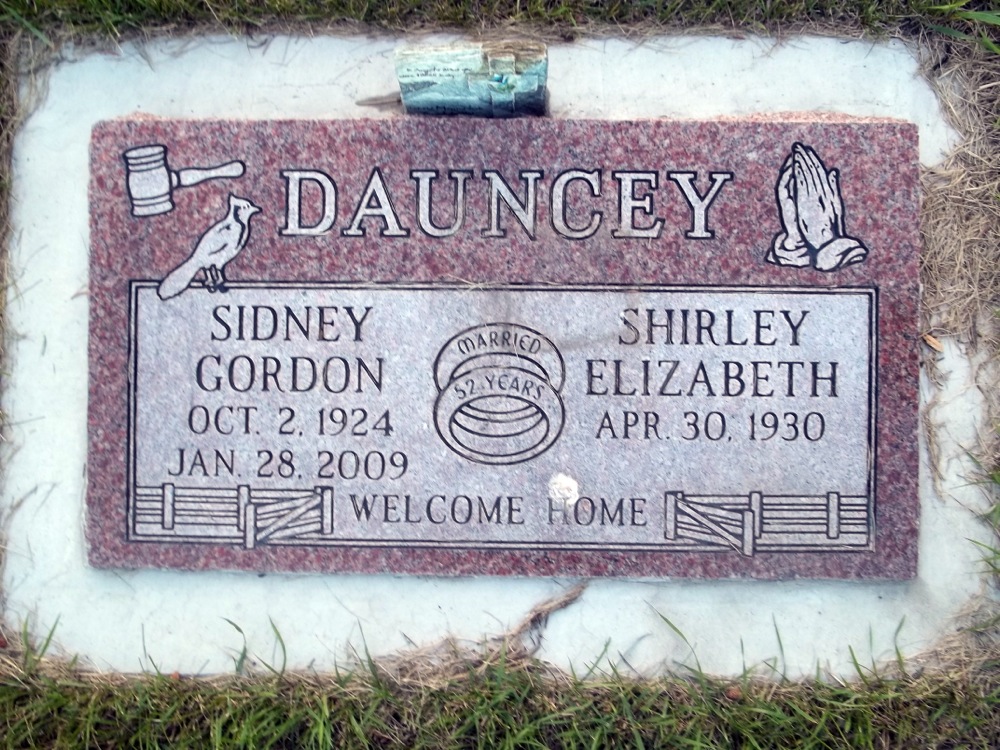 DAUNCEY
SIDNEY
GORDON
OCT. 2, 1924
JAN. 28, 2009
MARRIED
52 YEARS
SHIRLEY
ELIZABETH
APR. 30, 1930
WELCOME HOME